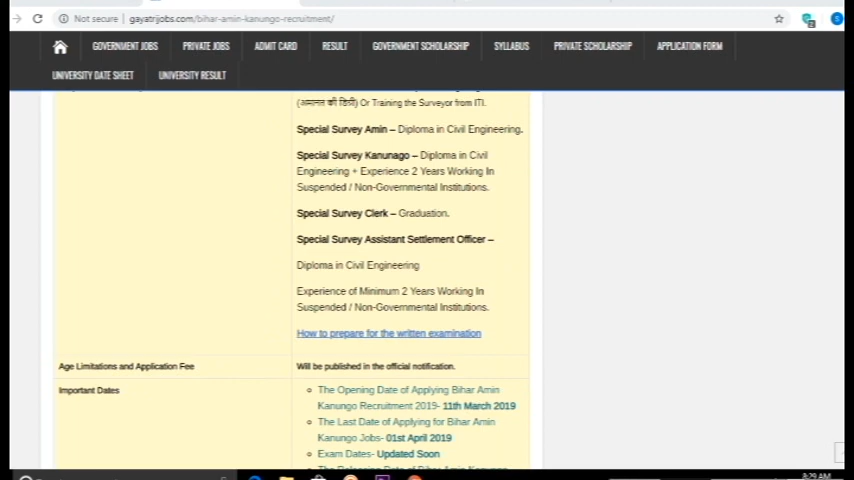 Not secure | gayatrijobs.com/bihar-amin-kanungo-recruitment/
GOVERNMENT JOBS PRIVATE JOBS ADMIT CARD RESULT GOVERNMENT SCHOLARSHIP SYLLABUS PRIVATE SCHOLARSHIP APPLICATION FORM
UNIVERSITY DATE SHEET UNIVERSITY RESULT
(अमानत की डिग्री) Or Training the Surveyor from ITI.
Special Survey Amin – Diploma in Civil Engineering.
Special Survey Kanunago – Diploma in Civil
Engineering + Experience 2 Years Working In
Suspended / Non-Governmental Institutions.
Special Survey Clerk – Graduation.
Special Survey Assistant Settlement Officer –
Diploma in Civil Engineering
Experience of Minimum 2 Years Working In
Suspended / Non-Governmental Institutions.
How to prepare for the written examination
Age Limitations and Application Fee Will be published in the official notification.
Important Dates
The Opening Date of Applying Bihar Amin
Kanungo Recruitment 2019- 11th March 2019
The Last Date of Applying for Bihar Amin
Kanungo Jobs- 01st April 2019
Exam Dates- Updated Soon
8:29 AM